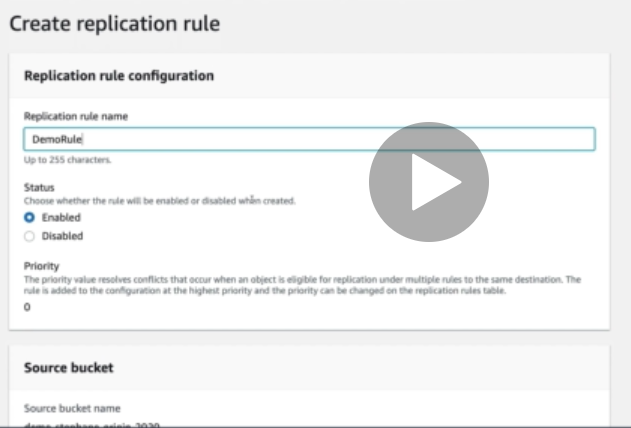 Create replication rule
Replication rule configuration
Replication rule name
DemoRule
Up to 255 characters.
Status
Choose whether the rule will be enabled or disabled when created.
Enabled
Disabled
Priority
The priority value resolves conflicts that occur when an object is eligible for replication under multiple rules to the same destination. The
rule is added to the configuration at the highest priority and the priority can be changed on the replication rules table.
0
Source bucket
Source bucket name
demo-stephane-origin-2020